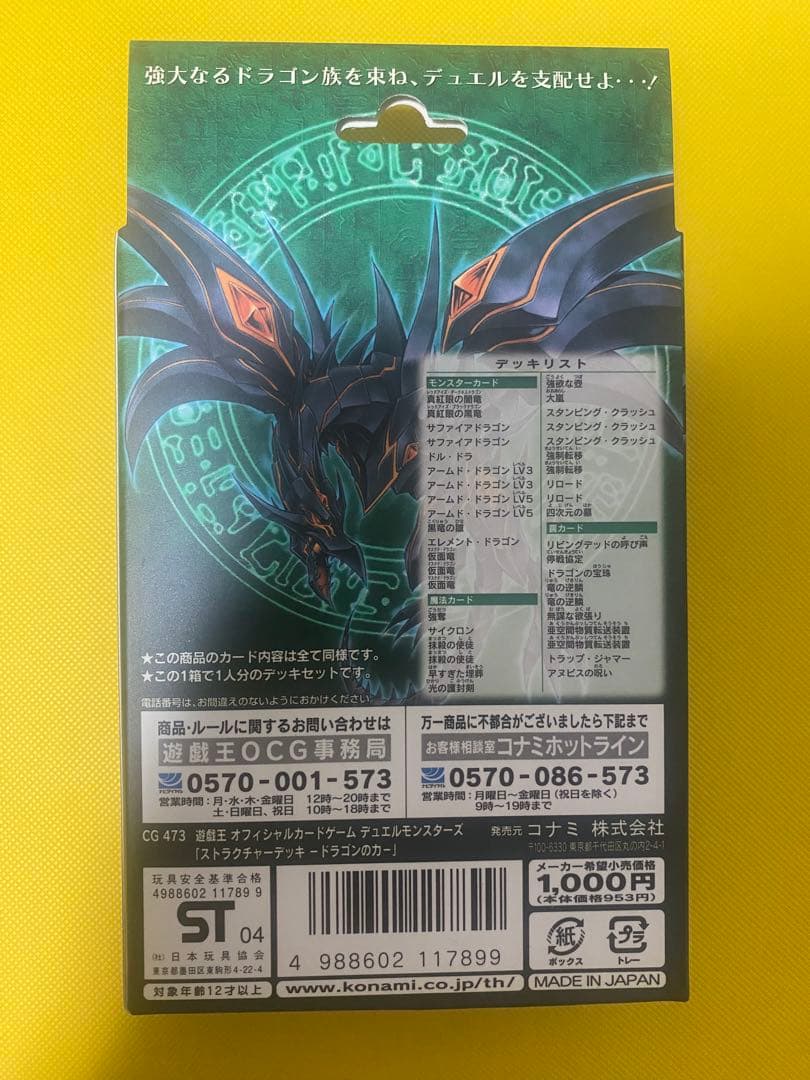 強大なるドラゴン族を束ね、デュエルを支配せよ・・・!
デッキリスト
モンスターカード
真紅眼の闇竜
真紅眼の黒竜
サファイアドラゴン
サファイアドラゴン
ドル・ドラ
アームド・ドラゴン LV3
アームド・ドラゴン LV3
アームド・ドラゴン LV5
アームド・ドラゴン LV5
黒竜の雛
エレメント・ドラゴン
仮面竜
仮面竜
仮面竜
魔法カード
強奪
サイクロン
抹殺の使徒
抹殺の使徒
早すぎた埋葬
光の護封剣
強欲な壺
大嵐
スタンピング・クラッシュ
スタンピング・クラッシュ
スタンピング・クラッシュ
強制転移
強制転移
リロード
リロード
四次元の墓
罠カード
リビングデッドの呼び声
停戦協定
ドラゴンの宝珠
竜の逆鱗
竜の逆鱗
無謀な欲張り
亜空間物質転送装置
亜空間物質転送装置
トラップ・ジャマー
アヌビスの呪い
★この商品のカード内容は全て同様です。
★この1箱で1人分のデッキセットです。
電話番号は、お間違えのないようにおかけください。
商品・ルールに関するお問い合わせは
遊戯王OCG事務局
ナビダイヤル 0570-001-573
営業時間:月・水・木・金曜日 12時〜20時まで
土・日曜日、祝日 10時〜18時まで
万一商品に不都合がございましたら下記まで
お客様相談室 コナミホットライン
ナビダイヤル 0570-086-573
営業時間:月曜日〜金曜日(祝日を除く)
9時〜19時まで
CG 473 遊戯王 オフィシャルカードゲーム デュエルモンスターズ
「ストラクチャーデッキ −ドラゴンの力−」
発売元 コナミ 株式会社
〒100-6330 東京都千代田区丸の内2-4-1
玩具安全基準合格
4988602 11789 9
ST 04
(社)日本玩具協会
東京都墨田区東駒形4-22-4
対象年齢12才以上
4 988602 117899
www.konami.co.jp/th/
メーカー希望小売価格
1,000円
(本体価格953円)
紙
ボックス
プラ
トレー
MADE IN JAPAN